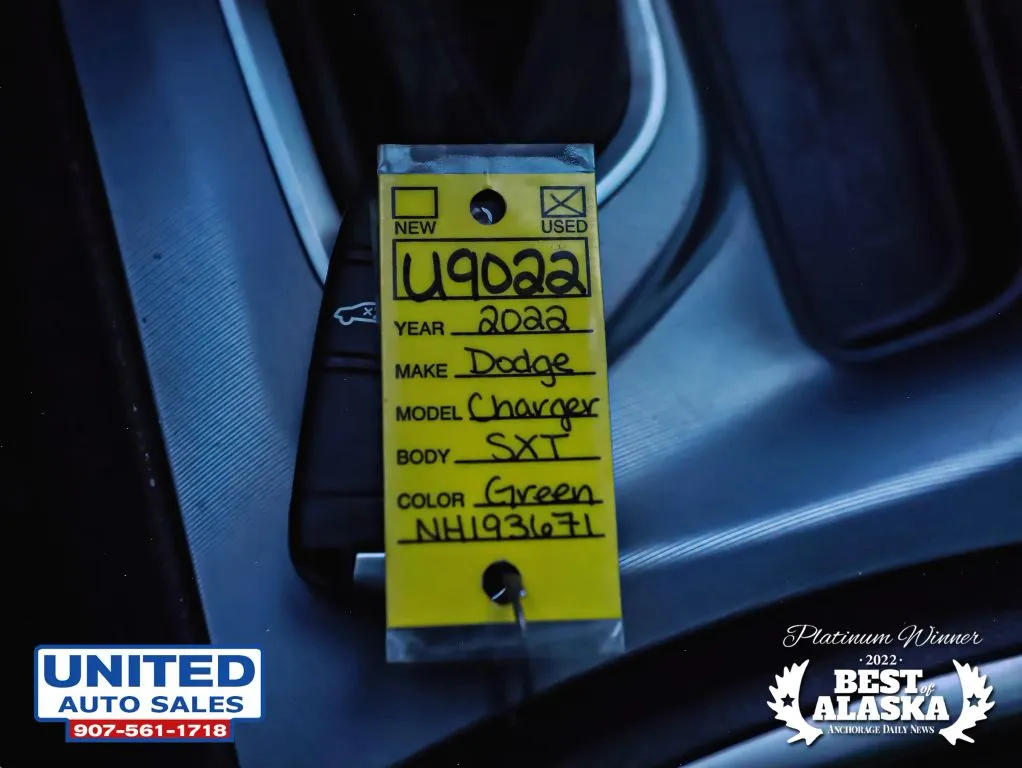 NEW USED
U9022
YEAR 2022
MAKE Dodge
MODEL Charger
BODY SXT
COLOR Green
NH193671
UNITED
AUTO SALES
907-561-1718
Platinum Winner
·2022·
BEST of
ALASKA
ANCHORAGE DAILY NEWS